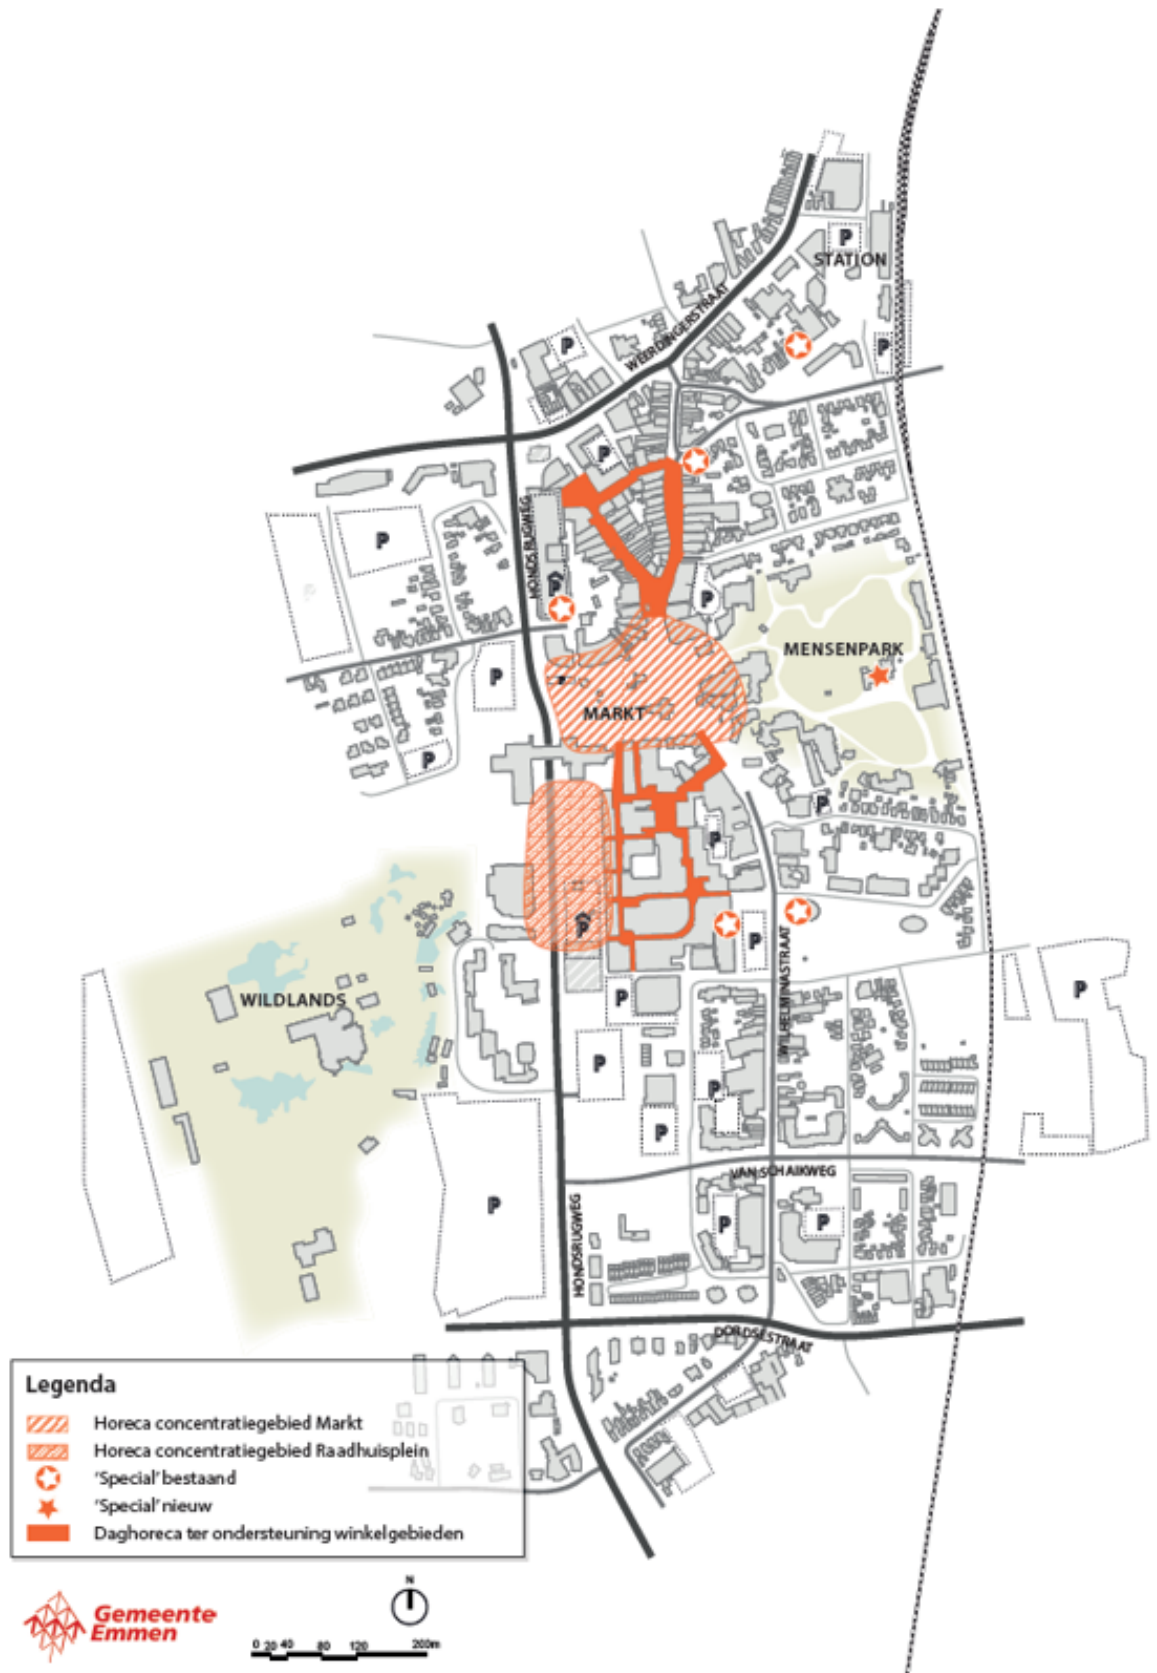 P
STATION
P
WEERDINGERSTRAAT
P
P
HONDSRUGWEG
P
P
P
MENSENPARK
P
MARKT
P
P
P
P
P
WILHELMINASTRAAT
WILDLANDS
P
P
P
P
P
VAN SCHAIKWEG
P
P
P
HONDSRUGWEG
Legenda
Horeca concentratiegebied Markt
Horeca concentratiegebied Raadhuisplein
'Special' bestaand
'Special' nieuw
Daghoreca ter ondersteuning winkelgebieden
Gemeente
Emmen
N
0 20 40 80 120 200m